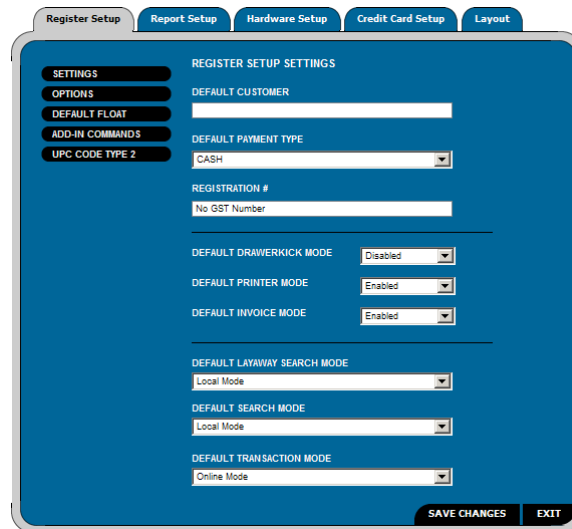 Register Setup
Report Setup
Hardware Setup
Credit Card Setup
Layout
SETTINGS
OPTIONS
DEFAULT FLOAT
ADD-IN COMMANDS
UPC CODE TYPE 2
REGISTER SETUP SETTINGS
DEFAULT CUSTOMER
DEFAULT PAYMENT TYPE
CASH
REGISTRATION #
No GST Number
DEFAULT DRAWERKICK MODE
Disabled
DEFAULT PRINTER MODE
Enabled
DEFAULT INVOICE MODE
Enabled
DEFAULT LAYAWAY SEARCH MODE
Local Mode
DEFAULT SEARCH MODE
Local Mode
DEFAULT TRANSACTION MODE
Online Mode
SAVE CHANGES
EXIT